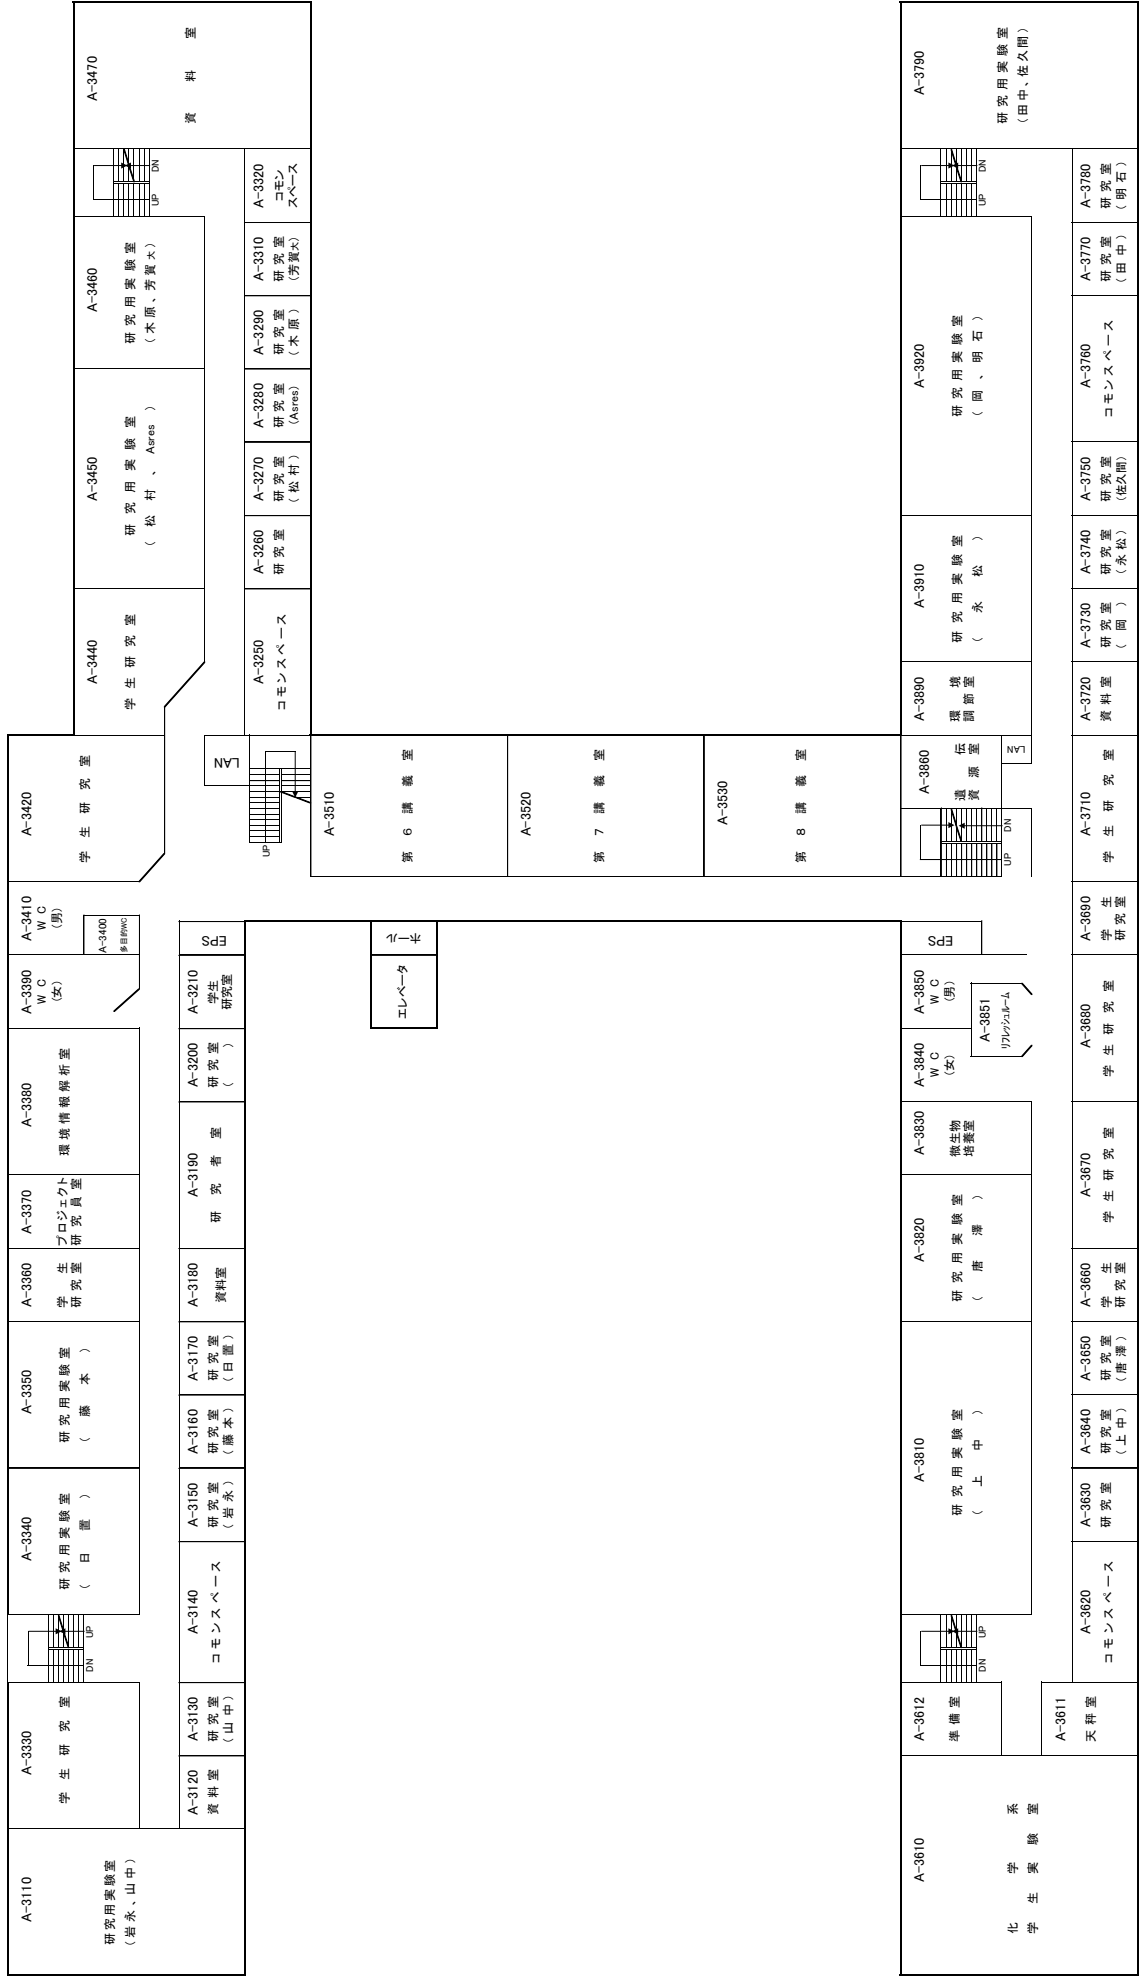 A-3470
資料室
DN
UP
A-3320
コモン
スペース
A-3460
研究用実験室
(木原、芳賀大)
A-3310
研究室
(芳賀大)
A-3290
研究室
(木原)
A-3450
研究用実験室
(松村、Asres)
A-3280
研究室
(Asres)
A-3270
研究室
(松村)
A-3260
研究室
A-3440
学生研究室
A-3250
コモンスペース
A-3790
研究用実験室
(田中、佐久間)
DN
UP
A-3780
研究室
(明石)
A-3770
研究室
(田中)
A-3920
研究用実験室
(岡、明石)
A-3760
コモンスペース
A-3750
研究室
(佐久間)
A-3910
研究用実験室
(永松)
A-3740
研究室
(永松)
A-3730
研究室
(岡)
A-3890
環境
調節室
A-3720
資料室
A-3420
学生研究室
LAN
UP
A-3510
第6講義室
A-3520
第7講義室
A-3530
第8講義室
A-3860
遺伝
資源室
LAN
DN
UP
A-3710
学生研究室
A-3410
WC
(男)
A-3400
多目的WC
A-3390
WC
(女)
EPS
A-3210
学生
研究室
ホール
エレベータ
EPS
A-3850
WC
(男)
A-3851
リフレッシュルーム
A-3840
WC
(女)
A-3690
学生
研究室
A-3680
学生研究室
A-3380
環境情報解析室
A-3200
研究室
( )
A-3190
研究者室
A-3830
微生物
培養室
A-3670
学生研究室
A-3370
プロジェクト
研究員室
A-3820
研究用実験室
(唐澤)
A-3360
学生
研究室
A-3180
資料室
A-3660
学生
研究室
A-3350
研究用実験室
(藤本)
A-3170
研究室
(日置)
A-3160
研究室
(藤本)
A-3810
研究用実験室
(上中)
A-3650
研究室
(唐澤)
A-3640
研究室
(上中)
A-3340
研究用実験室
(日置)
A-3150
研究室
(岩永)
A-3630
研究室
A-3140
コモンスペース
A-3620
コモンスペース
UP
DN
UP
DN
A-3330
学生研究室
A-3130
研究室
(山中)
A-3120
資料室
A-3612
準備室
A-3611
天秤室
A-3110
研究用実験室
(岩永、山中)
A-3610
化学系
学生実験室